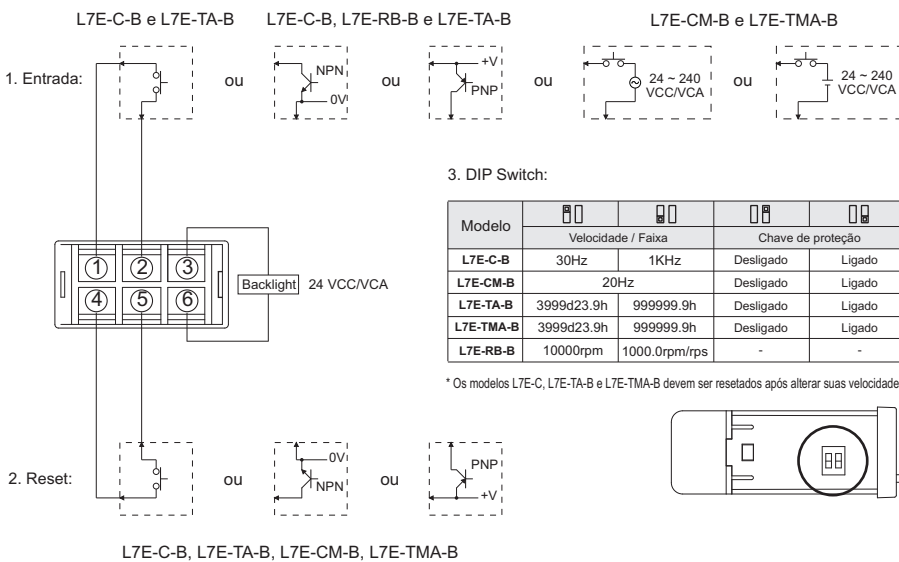 L7E-C-B e L7E-TA-B
L7E-C-B, L7E-RB-B e L7E-TA-B
L7E-CM-B e L7E-TMA-B
1. Entrada:
ou
NPN
0V
ou
+V
PNP
ou
24 ~ 240
VCC/VCA
ou
24 ~ 240
VCC/VCA
3. DIP Switch:
Modelo
Velocidade / Faixa Chave de proteção
L7E-C-B 30Hz 1KHz Desligado Ligado
L7E-CM-B 20Hz Desligado Ligado
L7E-TA-B 3999d23.9h 999999.9h Desligado Ligado
L7E-TMA-B 3999d23.9h 999999.9h Desligado Ligado
L7E-RB-B 10000rpm 1000.0rpm/rps - -
* Os modelos L7E-C, L7E-TA-B e L7E-TMA-B devem ser resetados após alterar suas velocidade
1 2 3
4 5 6
Backlight 24 VCC/VCA
2. Reset:
ou
0V
NPN
ou
PNP
+V
L7E-C-B, L7E-TA-B, L7E-CM-B, L7E-TMA-B